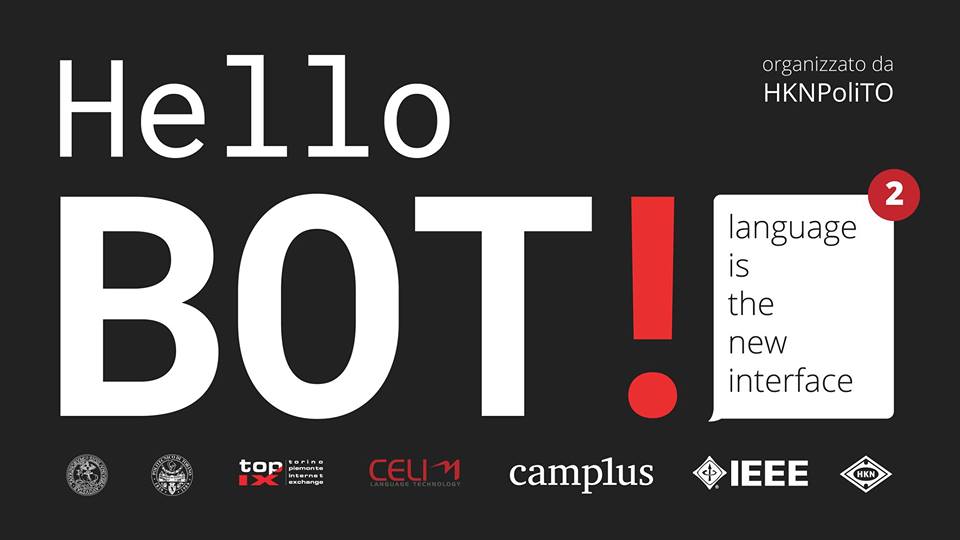 Hello
organizzato da
HKNPoliTO
BOT!
2
language
is
the
new
interface
top
ix
torino
piemonte
internet
exchange
CELI
LANGUAGE TECHNOLOGY
camplus
IEEE
HKN